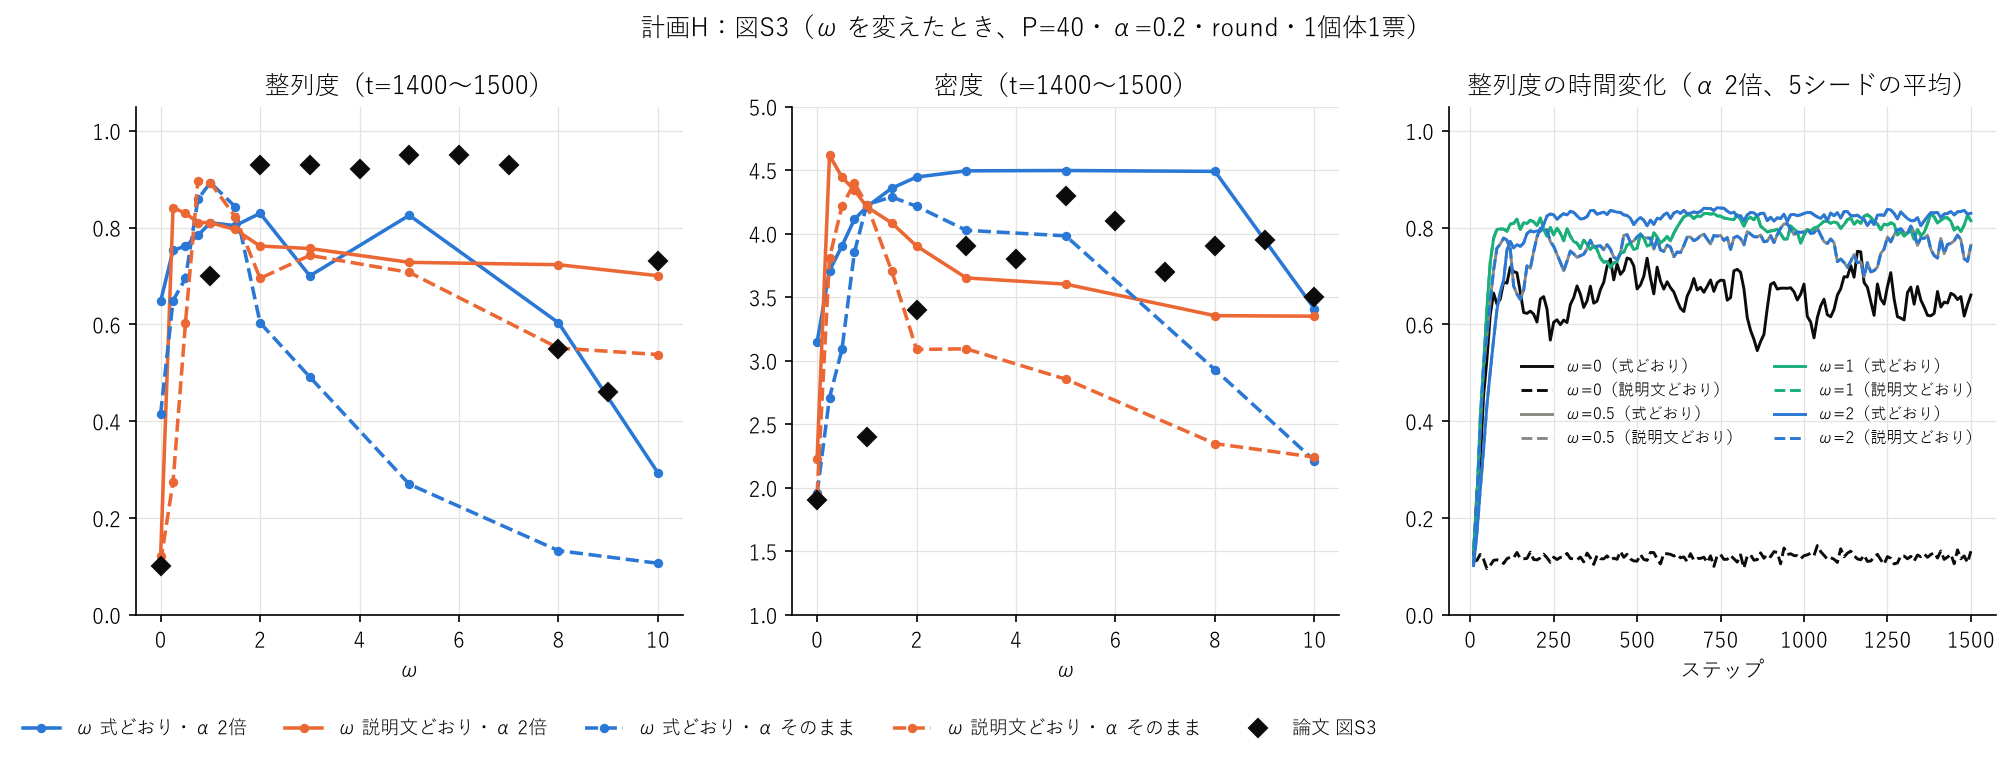 計画H：図S3（ω を変えたとき、P=40・α=0.2・round・1個体1票）
整列度（t=1400〜1500）
1.0
0.8
0.6
0.4
0.2
0.0
0 2 4 6 8 10
ω
密度（t=1400〜1500）
5.0
4.5
4.0
3.5
3.0
2.5
2.0
1.5
1.0
0 2 4 6 8 10
ω
整列度の時間変化（α 2倍、5シードの平均）
1.0
0.8
0.6
0.4
0.2
0.0
ω=0（式どおり）
ω=0（説明文どおり）
ω=0.5（式どおり）
ω=0.5（説明文どおり）
ω=1（式どおり）
ω=1（説明文どおり）
ω=2（式どおり）
ω=2（説明文どおり）
0 250 500 750 1000 1250 1500
ステップ
ω 式どおり・α 2倍
ω 説明文どおり・α 2倍
ω 式どおり・α そのまま
ω 説明文どおり・α そのまま
論文 図S3